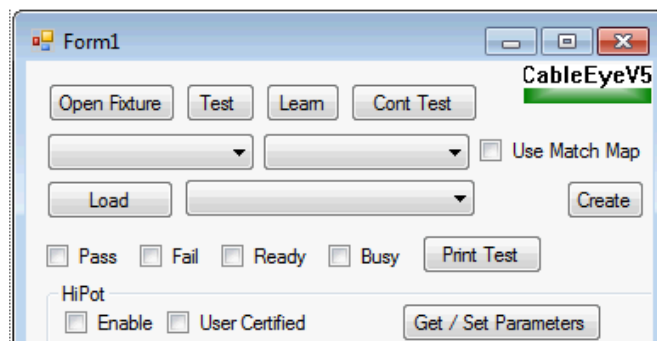 Form1
CableEyeV5
Open Fixture Test Learn Cont Test
Use Match Map
Load Create
Pass Fail Ready Busy Print Test
HiPot
Enable User Certified Get / Set Parameters